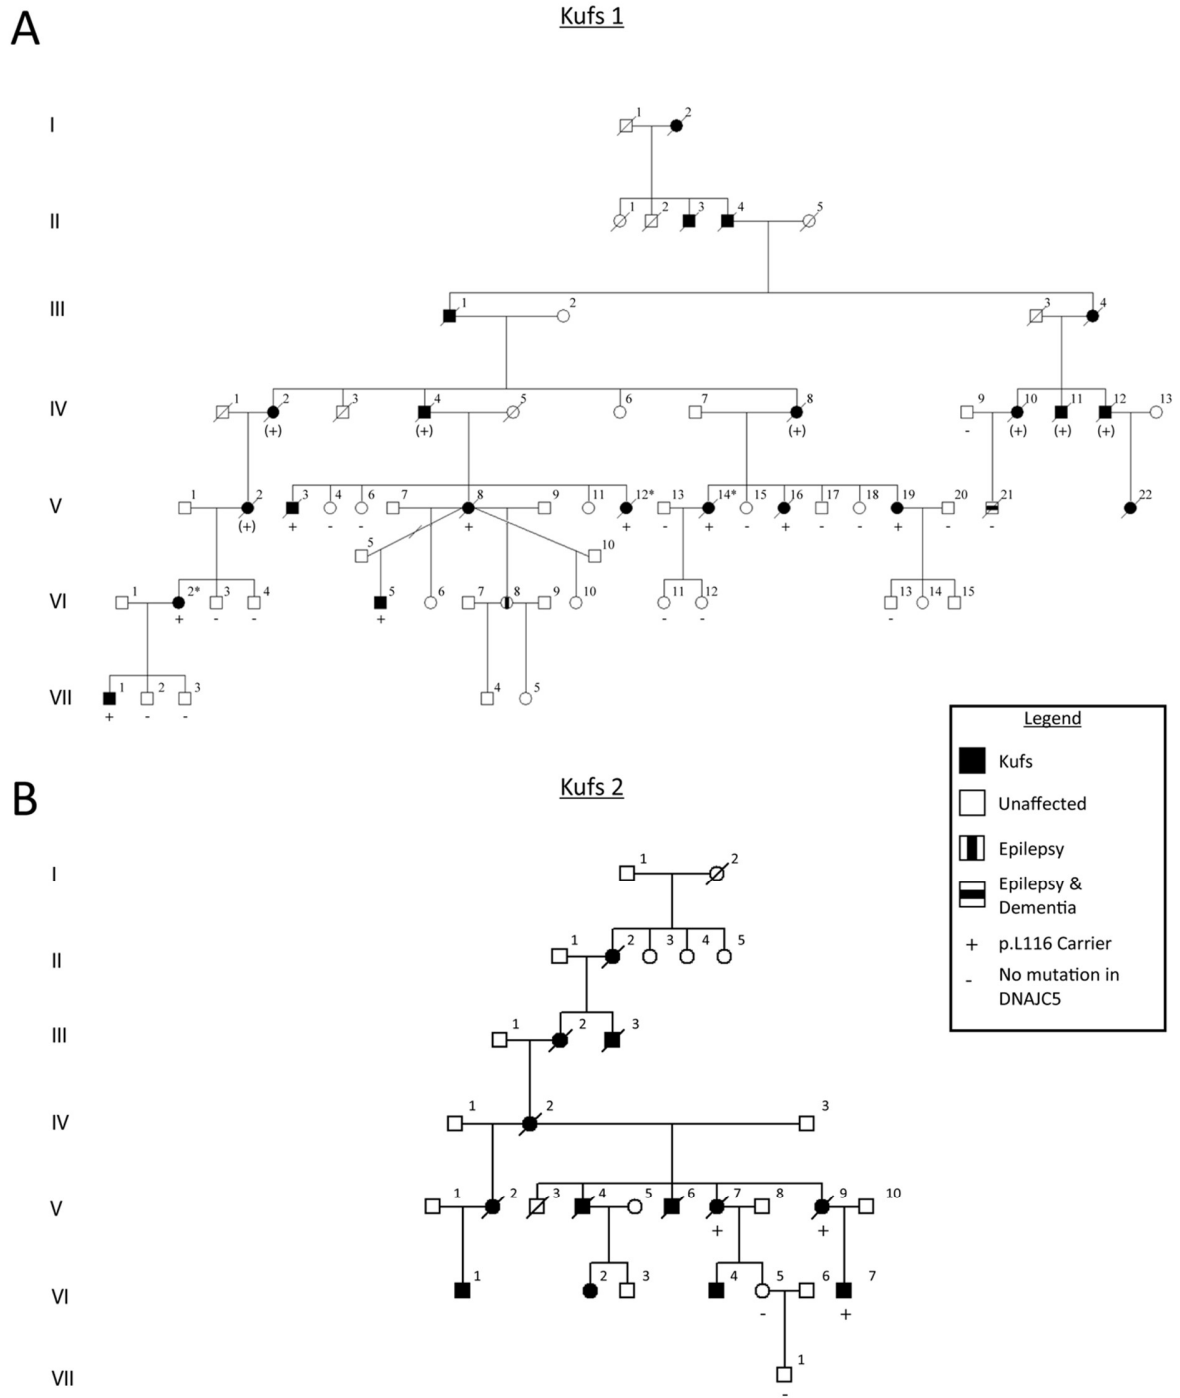 A
Kufs 1
I
1 2
II
1 2 3 4 5
III
1 2 3 4
IV
1 2 3 4 5 6 7 8 9 10 11 12 13
(+) (+) (+) - (+) (+) (+)
V
1 2 3 4 6 7 8 9 11 12* 13 14* 15 16 17 18 19 20 21 22
(+) + - - + + - + - + - - + - -
5 10
VI
1 2* 3 4 5 6 7 8 9 10 11 12 13 14 15
+ - - + - - -
VII
1 2 3 4 5
+ - -
Legend
Kufs
Unaffected
Epilepsy
Epilepsy &
Dementia
+ p.L116 Carrier
- No mutation in
DNAJC5
B
Kufs 2
I
1 2
II
1 2 3 4 5
III
1 2 3
IV
1 2 3
V
1 2 3 4 5 6 7 8 9 10
+ +
VI
1 2 3 4 5 6 7
- +
VII
1
-